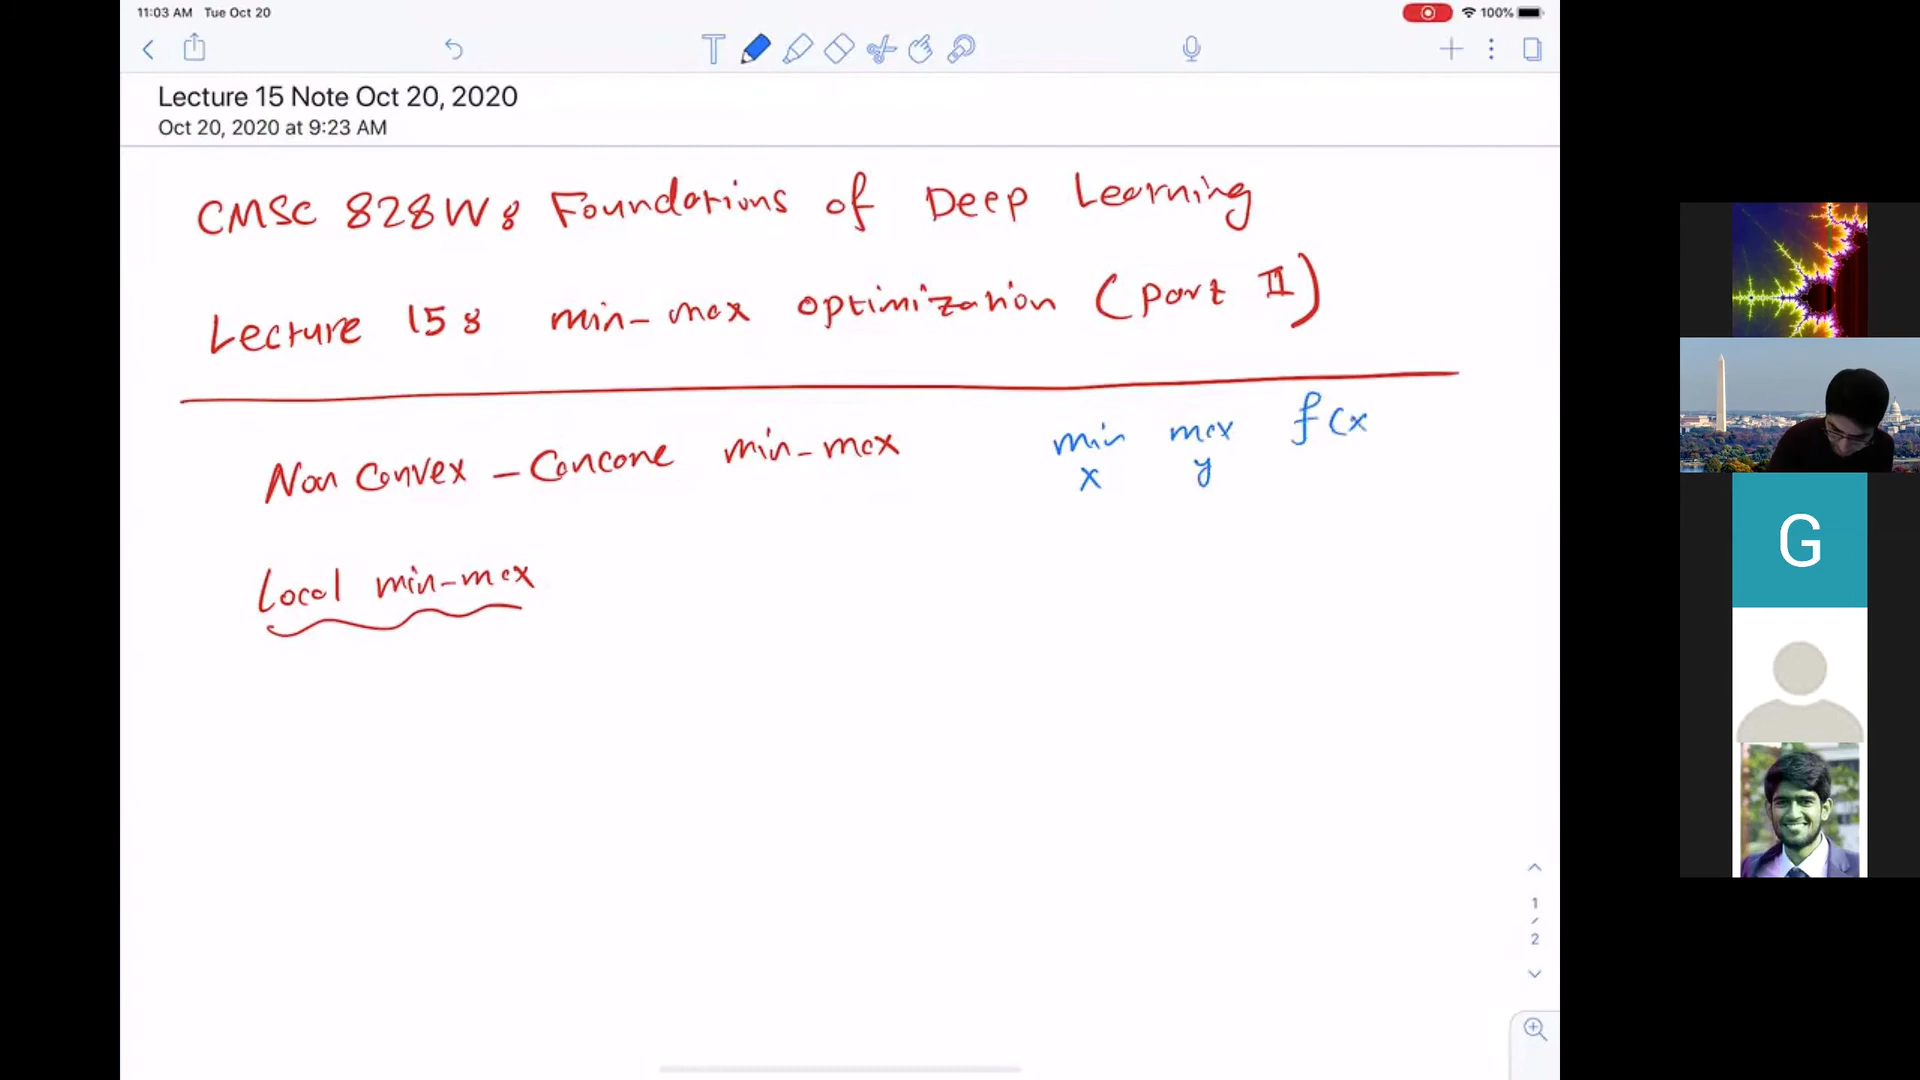 11:03 AM Tue Oct 20
100%
Lecture 15 Note Oct 20, 2020
Oct 20, 2020 at 9:23 AM
CMSC 828W: Foundations of Deep Learning
Lecture 15: min-max optimization (part II)
Non Convex - Concave min-max
min max f(x
x y
Local min-max
G
1
/
2